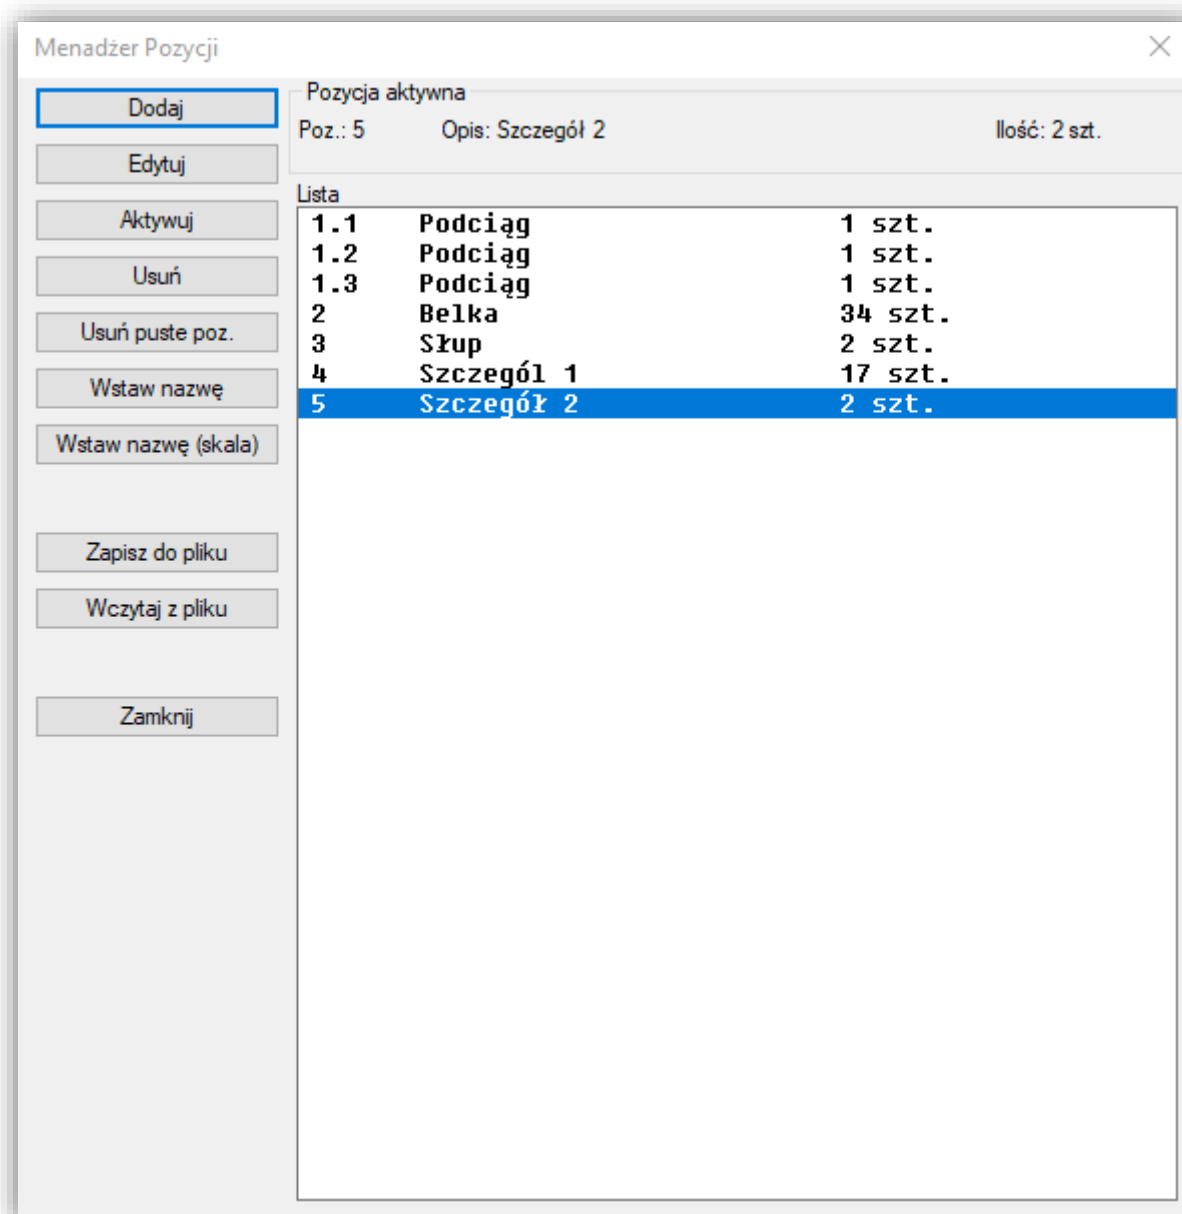 Menadżer Pozycji
Dodaj
Edytuj
Aktywuj
Usuń
Usuń puste poz.
Wstaw nazwę
Wstaw nazwę (skala)
Zapisz do pliku
Wczytaj z pliku
Zamknij
Pozycja aktywna
Poz.: 5 Opis: Szczegół 2 Ilość: 2 szt.
Lista
1.1 Podciąg 1 szt.
1.2 Podciąg 1 szt.
1.3 Podciąg 1 szt.
2 Belka 34 szt.
3 Słup 2 szt.
4 Szczegól 1 17 szt.
5 Szczegół 2 2 szt.